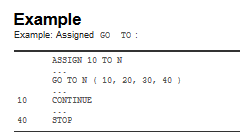 Example
Example: Assigned GO TO :
ASSIGN 10 TO N
...
GO TO N ( 10, 20, 30, 40 )
...
10 CONTINUE
...
40 STOP